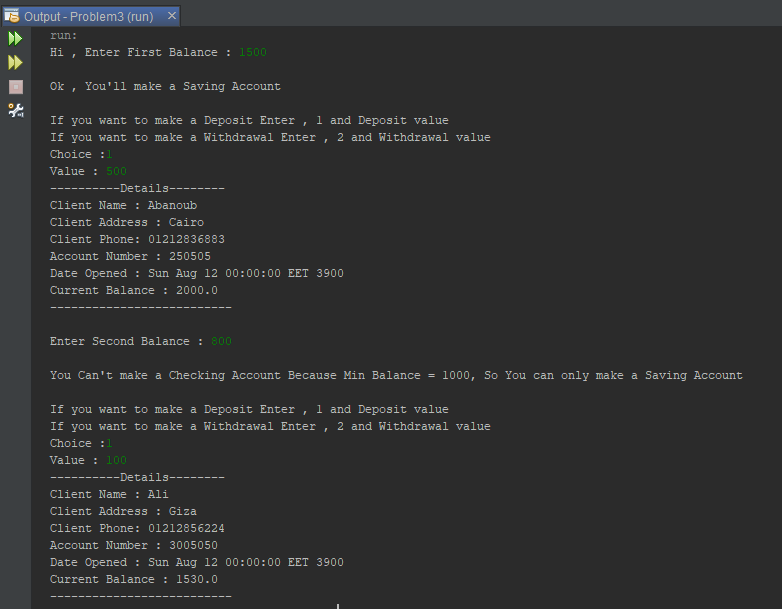 Output - Problem3 (run)
run:
Hi , Enter First Balance : 1500
Ok , You'll make a Saving Account
If you want to make a Deposit Enter , 1 and Deposit value
If you want to make a Withdrawal Enter , 2 and Withdrawal value
Choice :1
Value : 500
----------Details--------
Client Name : Abanoub
Client Address : Cairo
Client Phone: 01212836883
Account Number : 250505
Date Opened : Sun Aug 12 00:00:00 EET 3900
Current Balance : 2000.0
--------------------------
Enter Second Balance : 800
You Can't make a Checking Account Because Min Balance = 1000, So You can only make a Saving Account
If you want to make a Deposit Enter , 1 and Deposit value
If you want to make a Withdrawal Enter , 2 and Withdrawal value
Choice :1
Value : 100
----------Details--------
Client Name : Ali
Client Address : Giza
Client Phone: 01212856224
Account Number : 3005050
Date Opened : Sun Aug 12 00:00:00 EET 3900
Current Balance : 1530.0
--------------------------